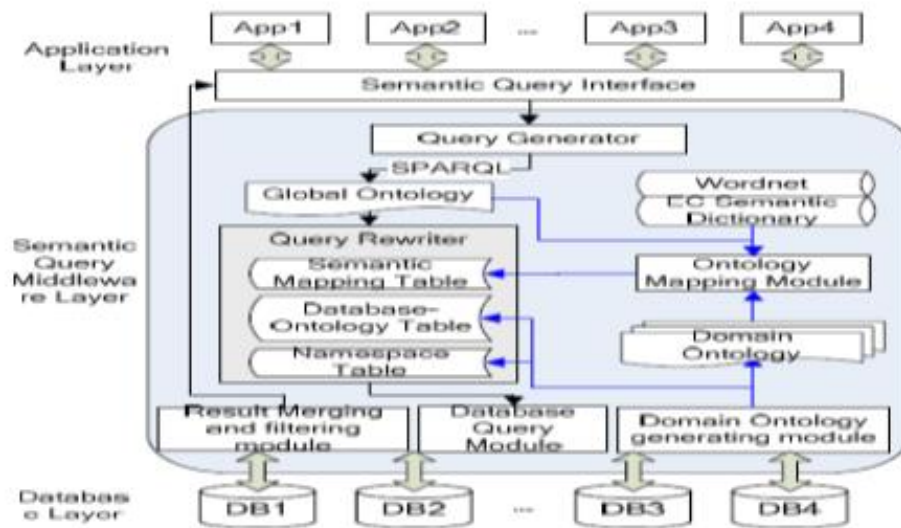 App1
App2
...
App3
App4
Application
Layer
Semantic Query Interface
Query Generator
SPARQL
Global Ontology
Wordnet
EC Semantic
Dictionary
Query Rewriter
Semantic
Mapping Table
Database-
Ontology Table
Namespace
Table
Semantic
Query
Middlewa
re Layer
Ontology
Mapping Module
Domain
Ontology
Result Merging
and filtering
module
Database
Query
Module
Domain Ontology
generating module
Databas
e Layer
DB1
DB2
...
DB3
DB4